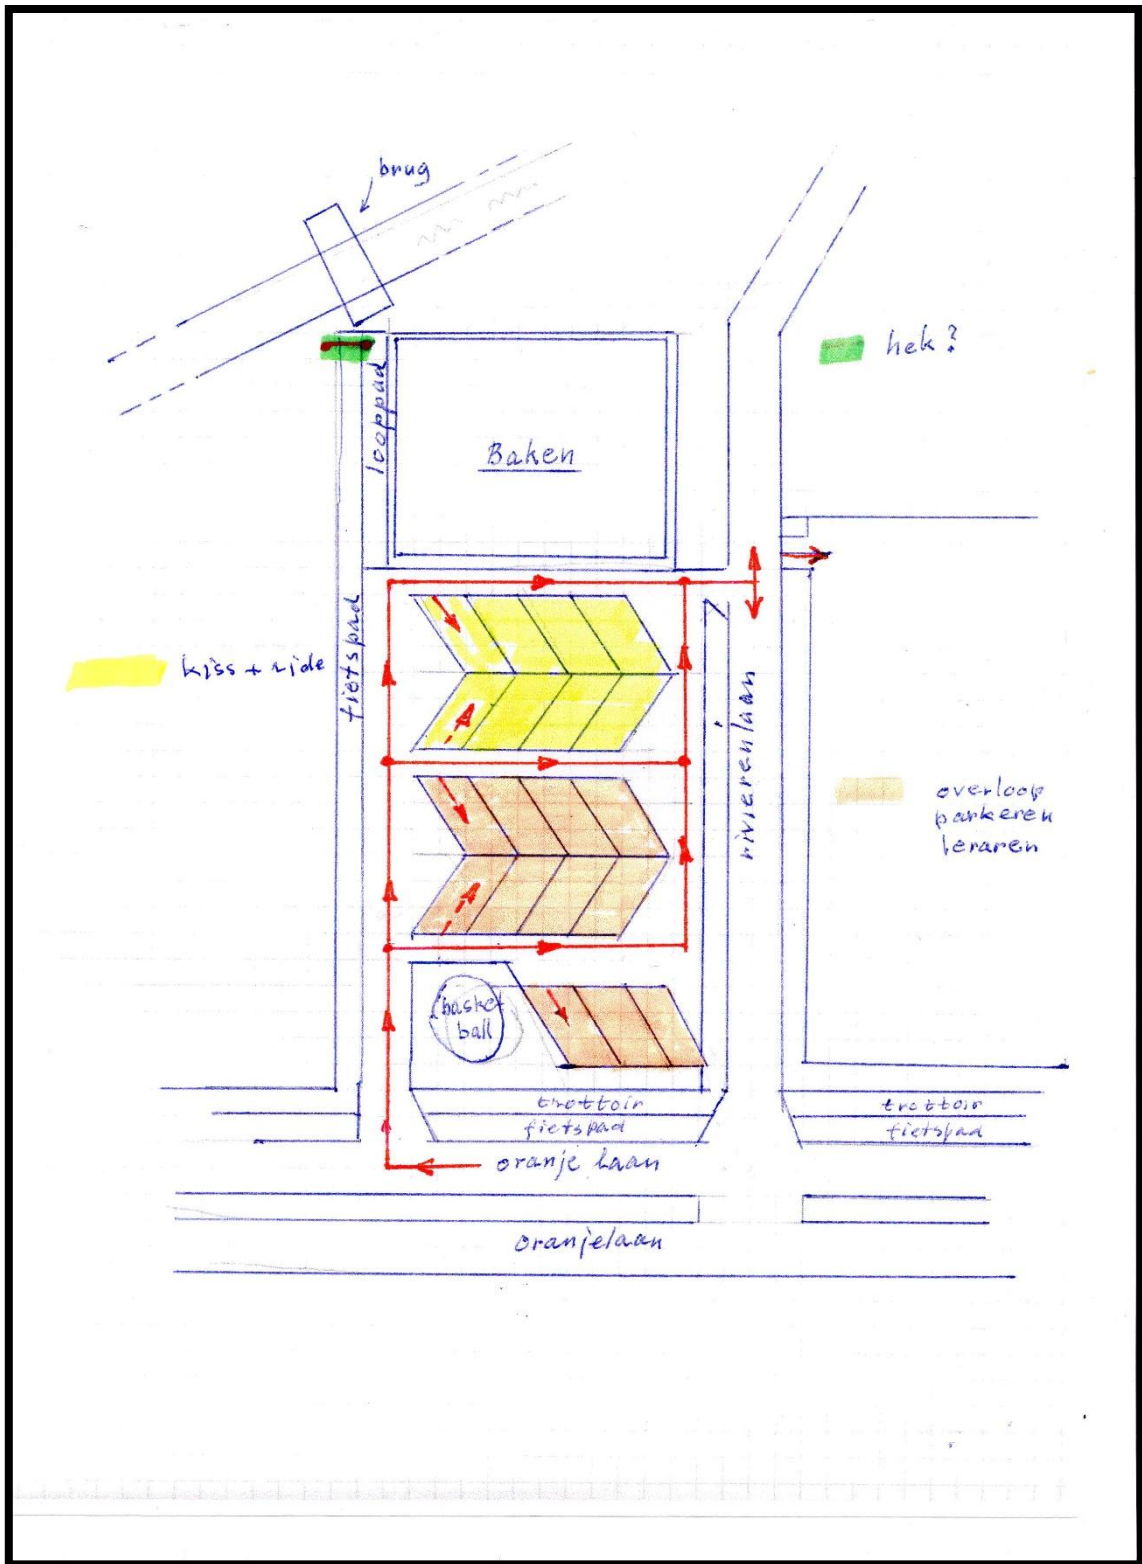 brug
hek?
looppad
Baken
fietspad
kiss + ride
rivierenlaan
overloop
parkeren
leraren
basket
ball
trottoir
fietspad
trottoir
fietspad
oranje laan
oranjelaan